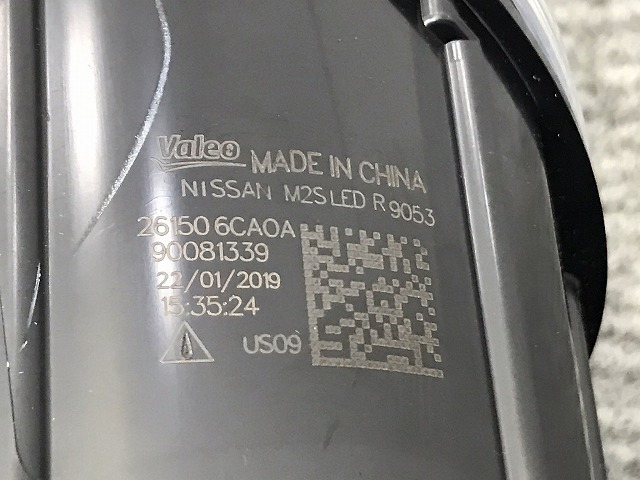 Valeo MADE IN CHINA
NISSAN M2S LED R 9053
26150 6CA0A
90081339
22/01/2019
15:35:24
US09